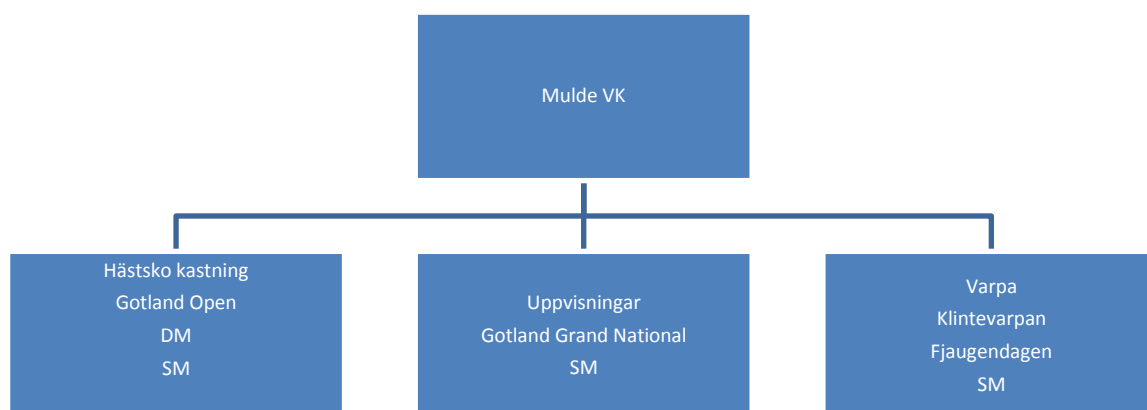 Mulde VK
Hästsko kastning
Gotland Open
DM
SM
Uppvisningar
Gotland Grand National
SM
Varpa
Klintevarpan
Fjaugendagen
SM